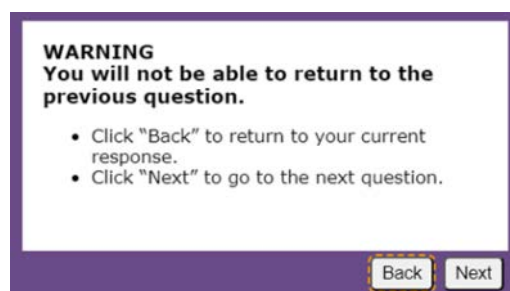 WARNING
You will not be able to return to the
previous question.
• Click “Back” to return to your current
response.
• Click “Next” to go to the next question.
Back Next